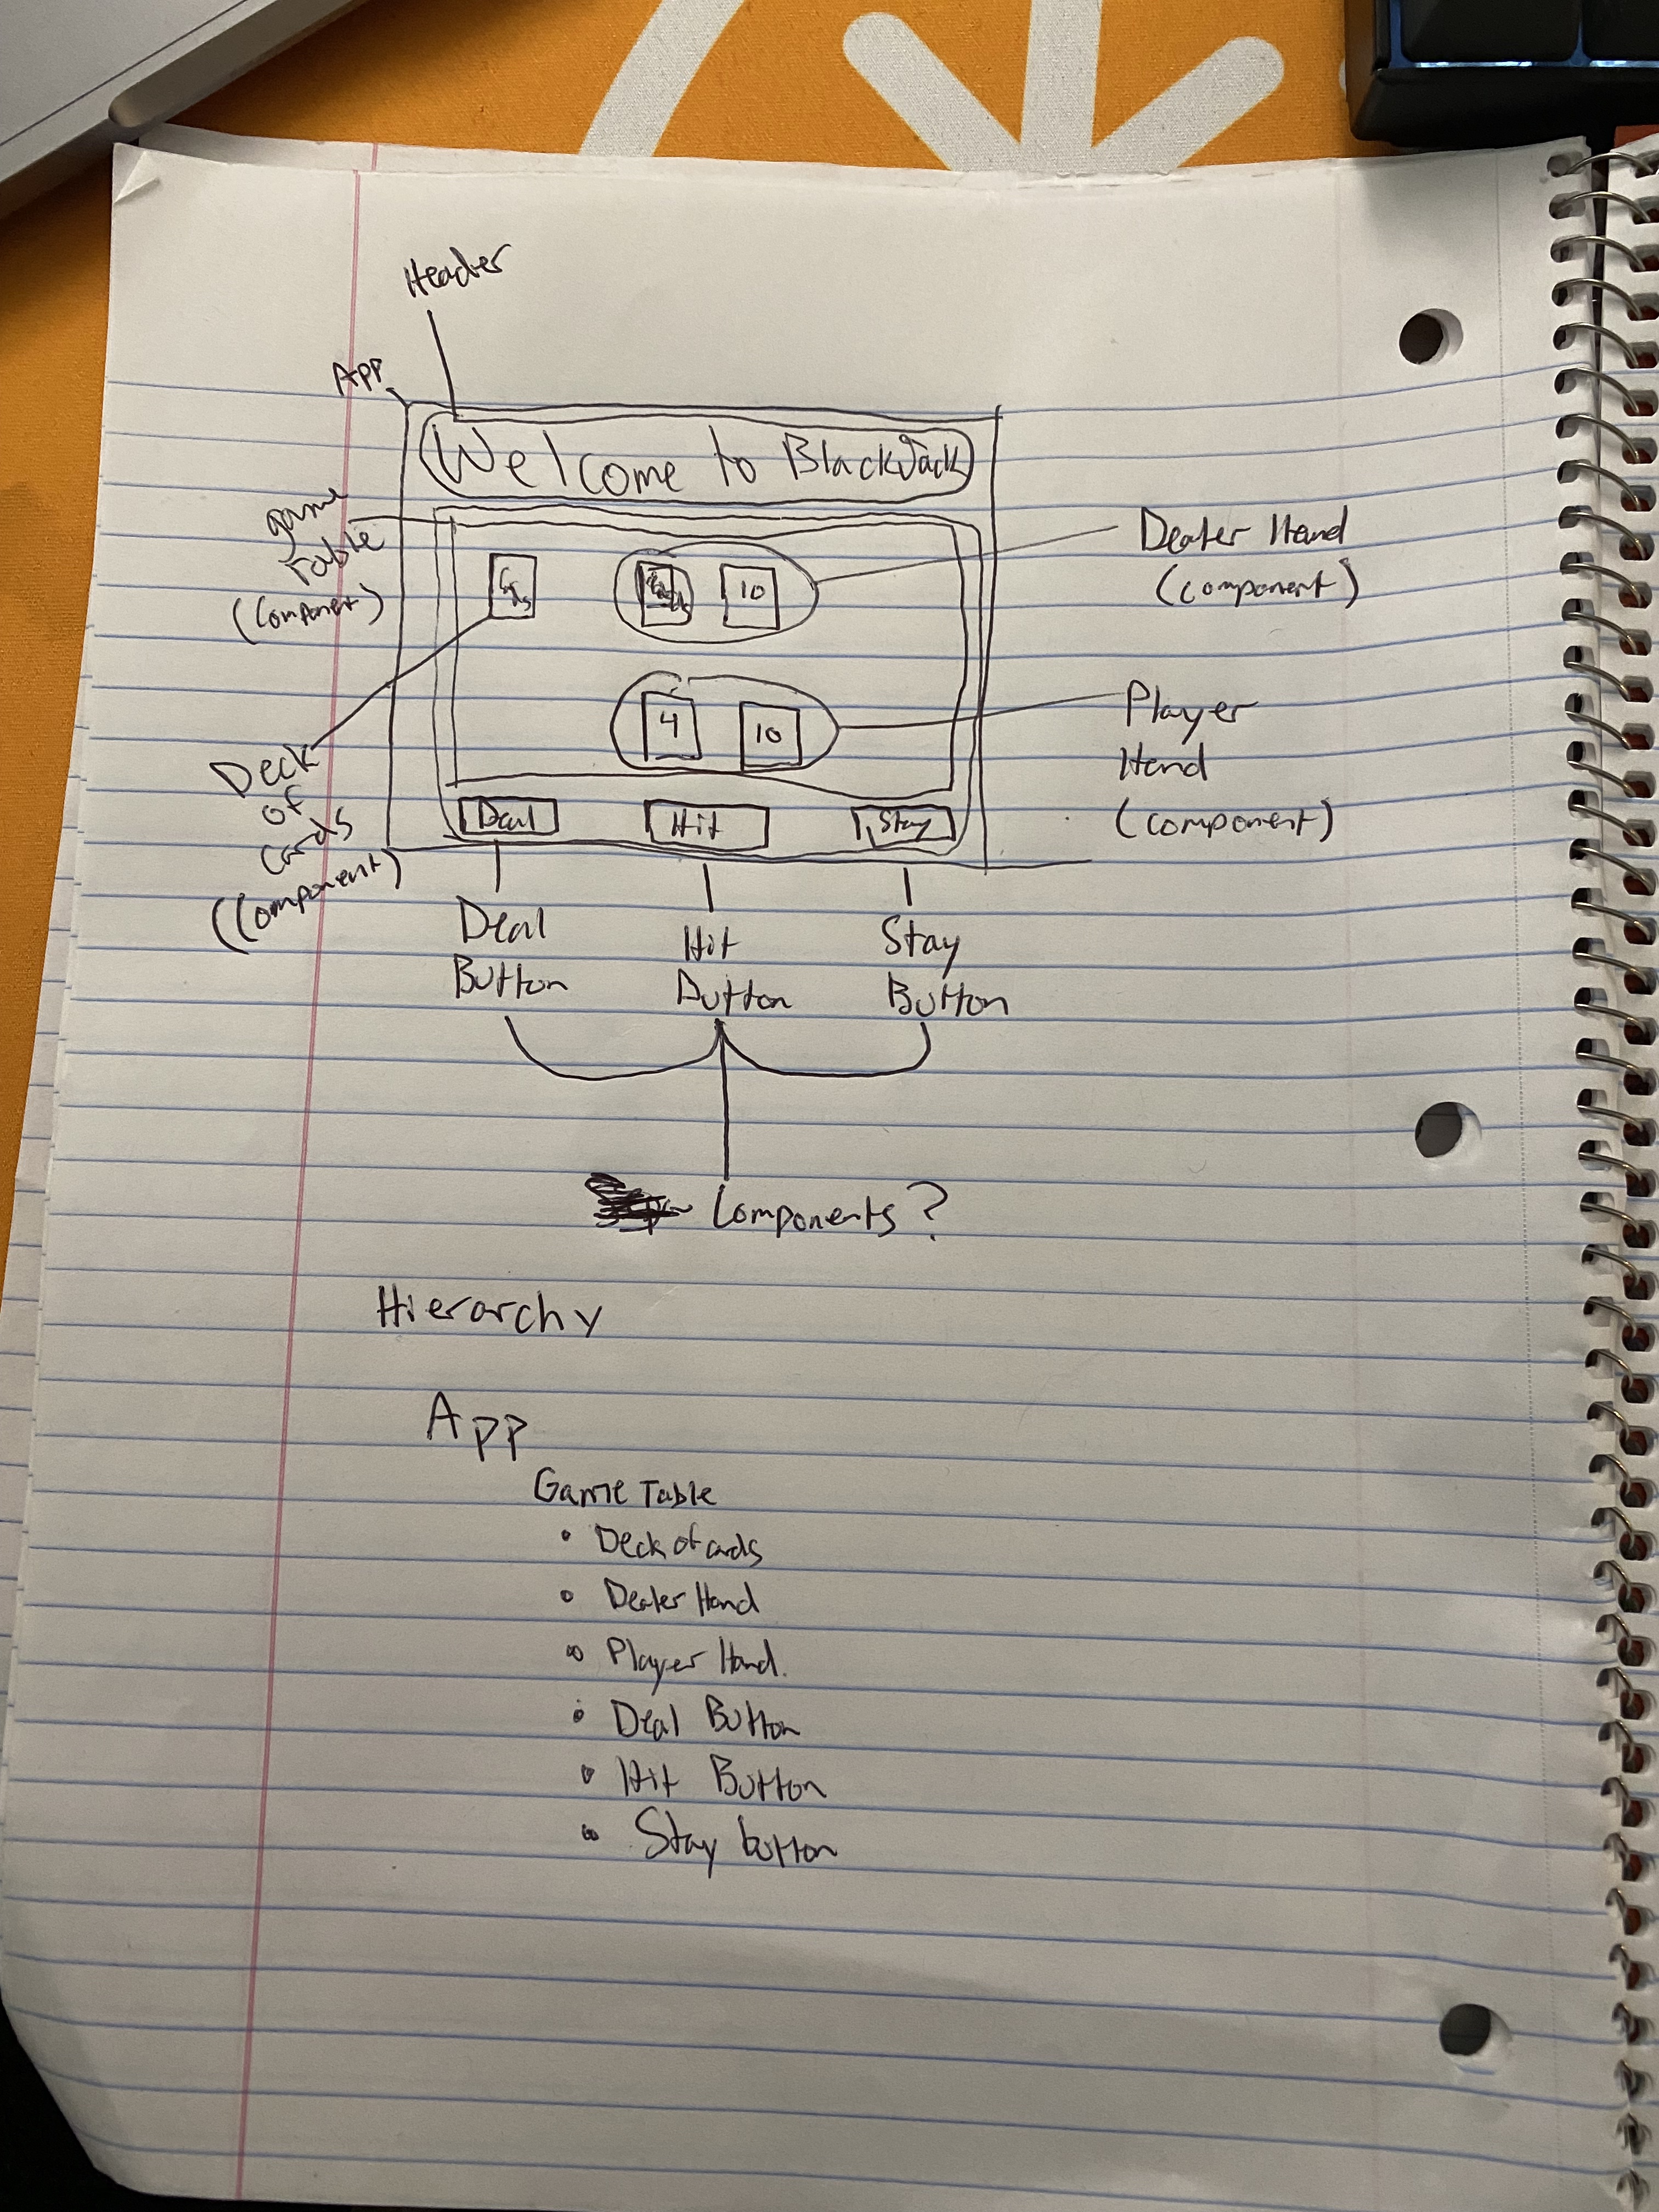 Header
App
Welcome to BlackJack
game
Table
(component)
10
Dealer Hand
(component)
4
10
Player
Hand
(component)
Deck
of
cards
(component)
Deal
Hit
Stay
Deal
Button
Hit
Button
Stay
Button
Components?
Hierarchy
App
Game Table
• Deck of cards
• Dealer Hand
• Player Hand.
• Deal Button
• Hit Button
• Stay button